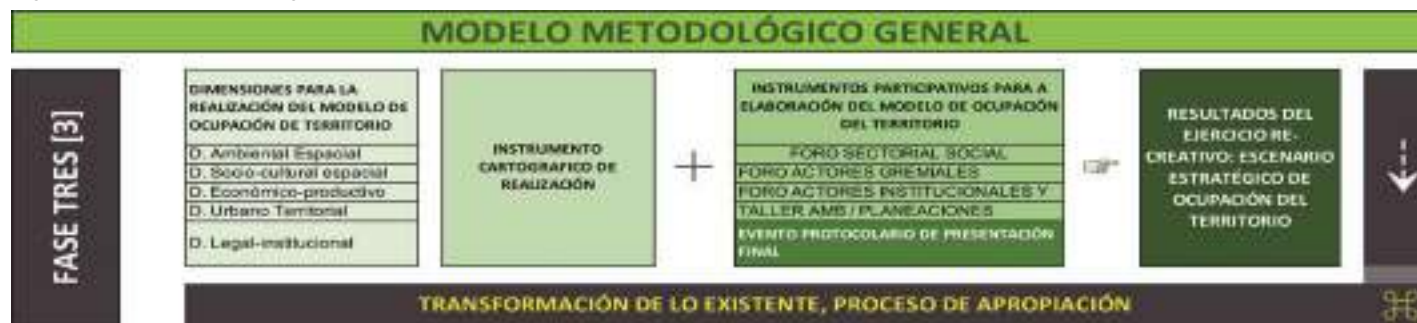 MODELO METODOLÓGICO GENERAL
FASE TRES [3]
DIMENSIONES PARA LA
REALIZACIÓN DEL MODELO DE
OCUPACIÓN DE TERRITORIO
D. Ambiental Espacial
D. Socio-cultural espacial
D. Económico-productivo
D. Urbano Territorial
D. Legal-institucional
INSTRUMENTO
CARTOGRAFICO DE
REALIZACIÓN
+
INSTRUMENTOS PARTICIPATIVOS PARA A
ELABORACIÓN DEL MODELO DE OCUPACIÓN
DEL TERRITORIO
FORO SECTORIAL SOCIAL
FORO ACTORES GREMIALES
FORO ACTORES INSTITUCIONALES Y
TALLER AMB / PLANEACIONES
EVENTO PROTOCOLARIO DE PRESENTACIÓN
FINAL
RESULTADOS DEL
EJERCICIO RE-
CREATIVO: ESCENARIO
ESTRATÉGICO DE
OCUPACIÓN DEL
TERRITORIO
TRANSFORMACIÓN DE LO EXISTENTE, PROCESO DE APROPIACIÓN